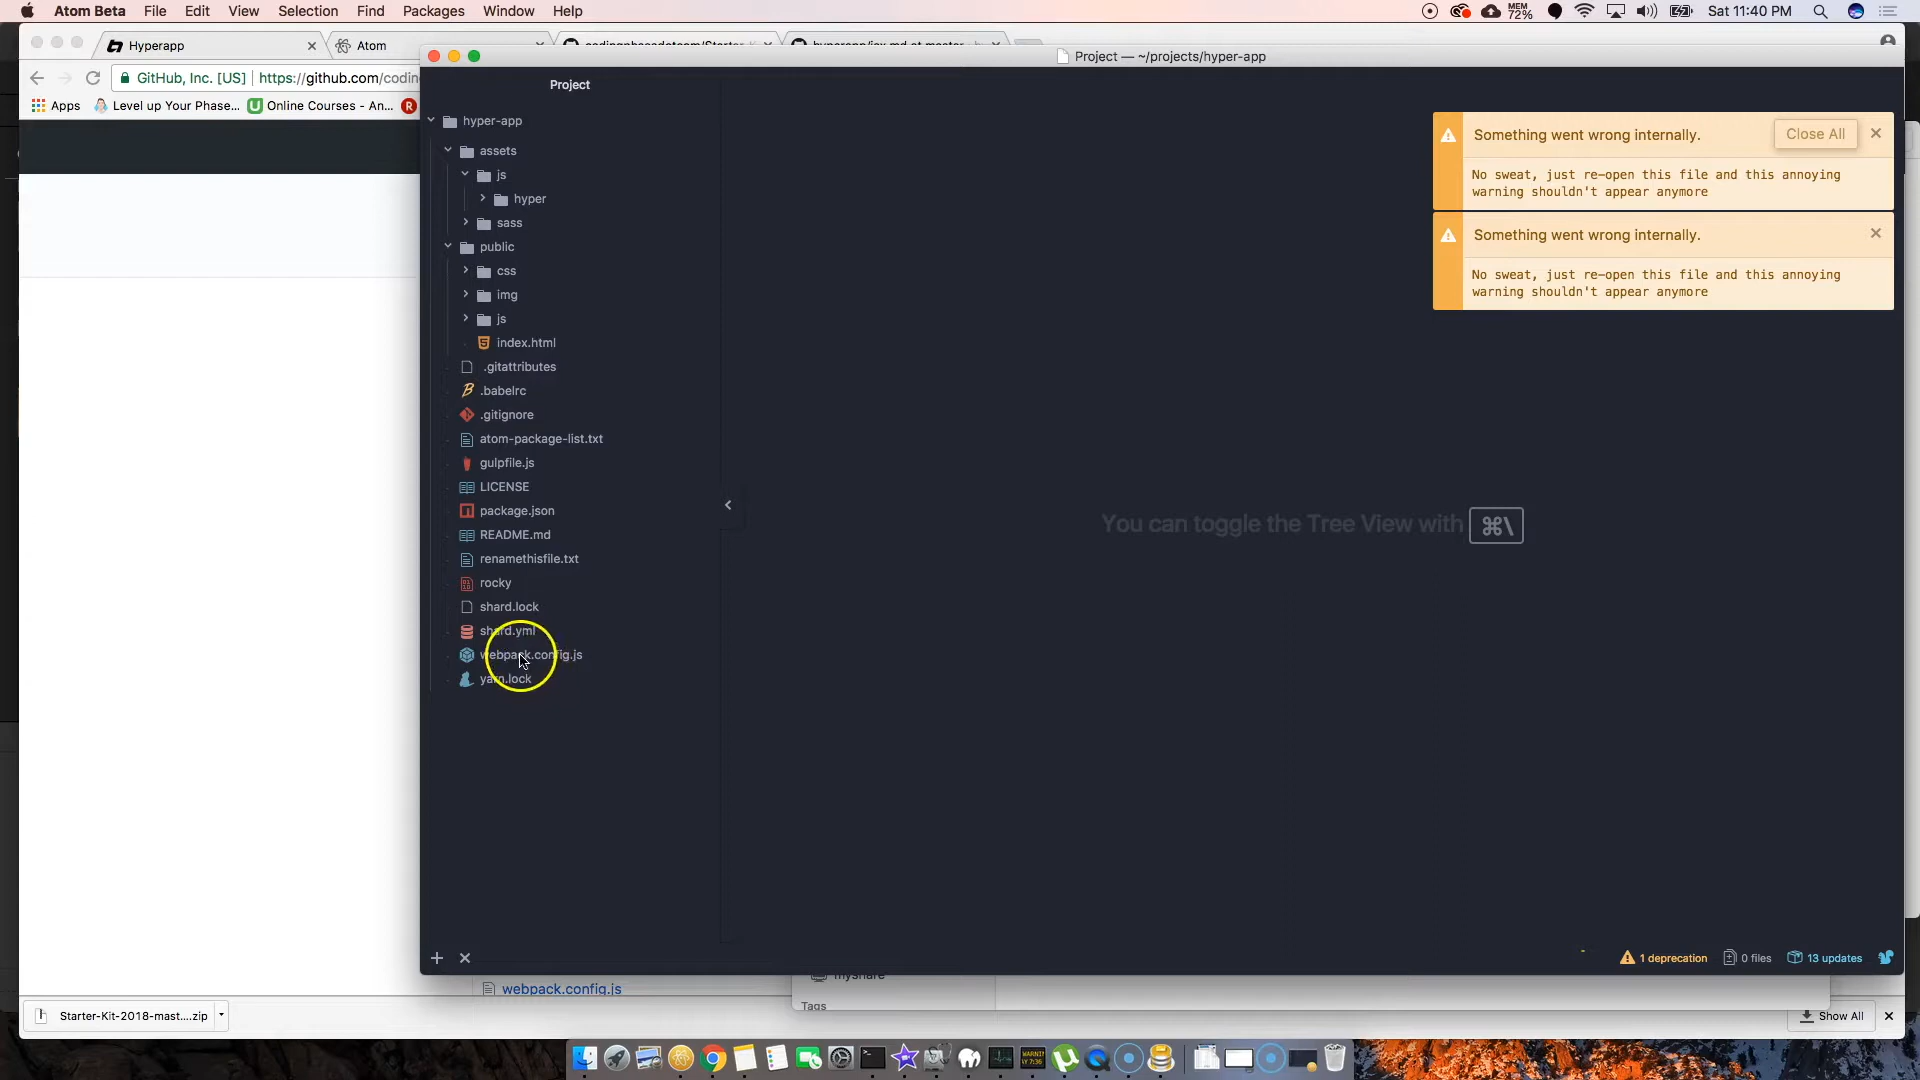 Atom Beta File Edit View Selection Find Packages Window Help
MEM
72%
Sat 11:40 PM
Hyperapp
Atom
Project — ~/projects/hyper-app
GitHub, Inc. [US] https://github.com/codin
Apps Level up Your Phase... Online Courses - An...
Project
hyper-app
assets
js
hyper
sass
public
css
img
js
index.html
.gitattributes
.babelrc
.gitignore
atom-package-list.txt
gulpfile.js
LICENSE
package.json
README.md
renamethisfile.txt
rocky
shard.lock
shard.yml
webpack.config.js
yarn.lock
Something went wrong internally.
Close All
No sweat, just re-open this file and this annoying
warning shouldn't appear anymore
Something went wrong internally.
No sweat, just re-open this file and this annoying
warning shouldn't appear anymore
You can toggle the Tree View with ⌘\
1 deprecation 0 files 13 updates
webpack.config.js
Tags
Starter-Kit-2018-mast....zip
Show All